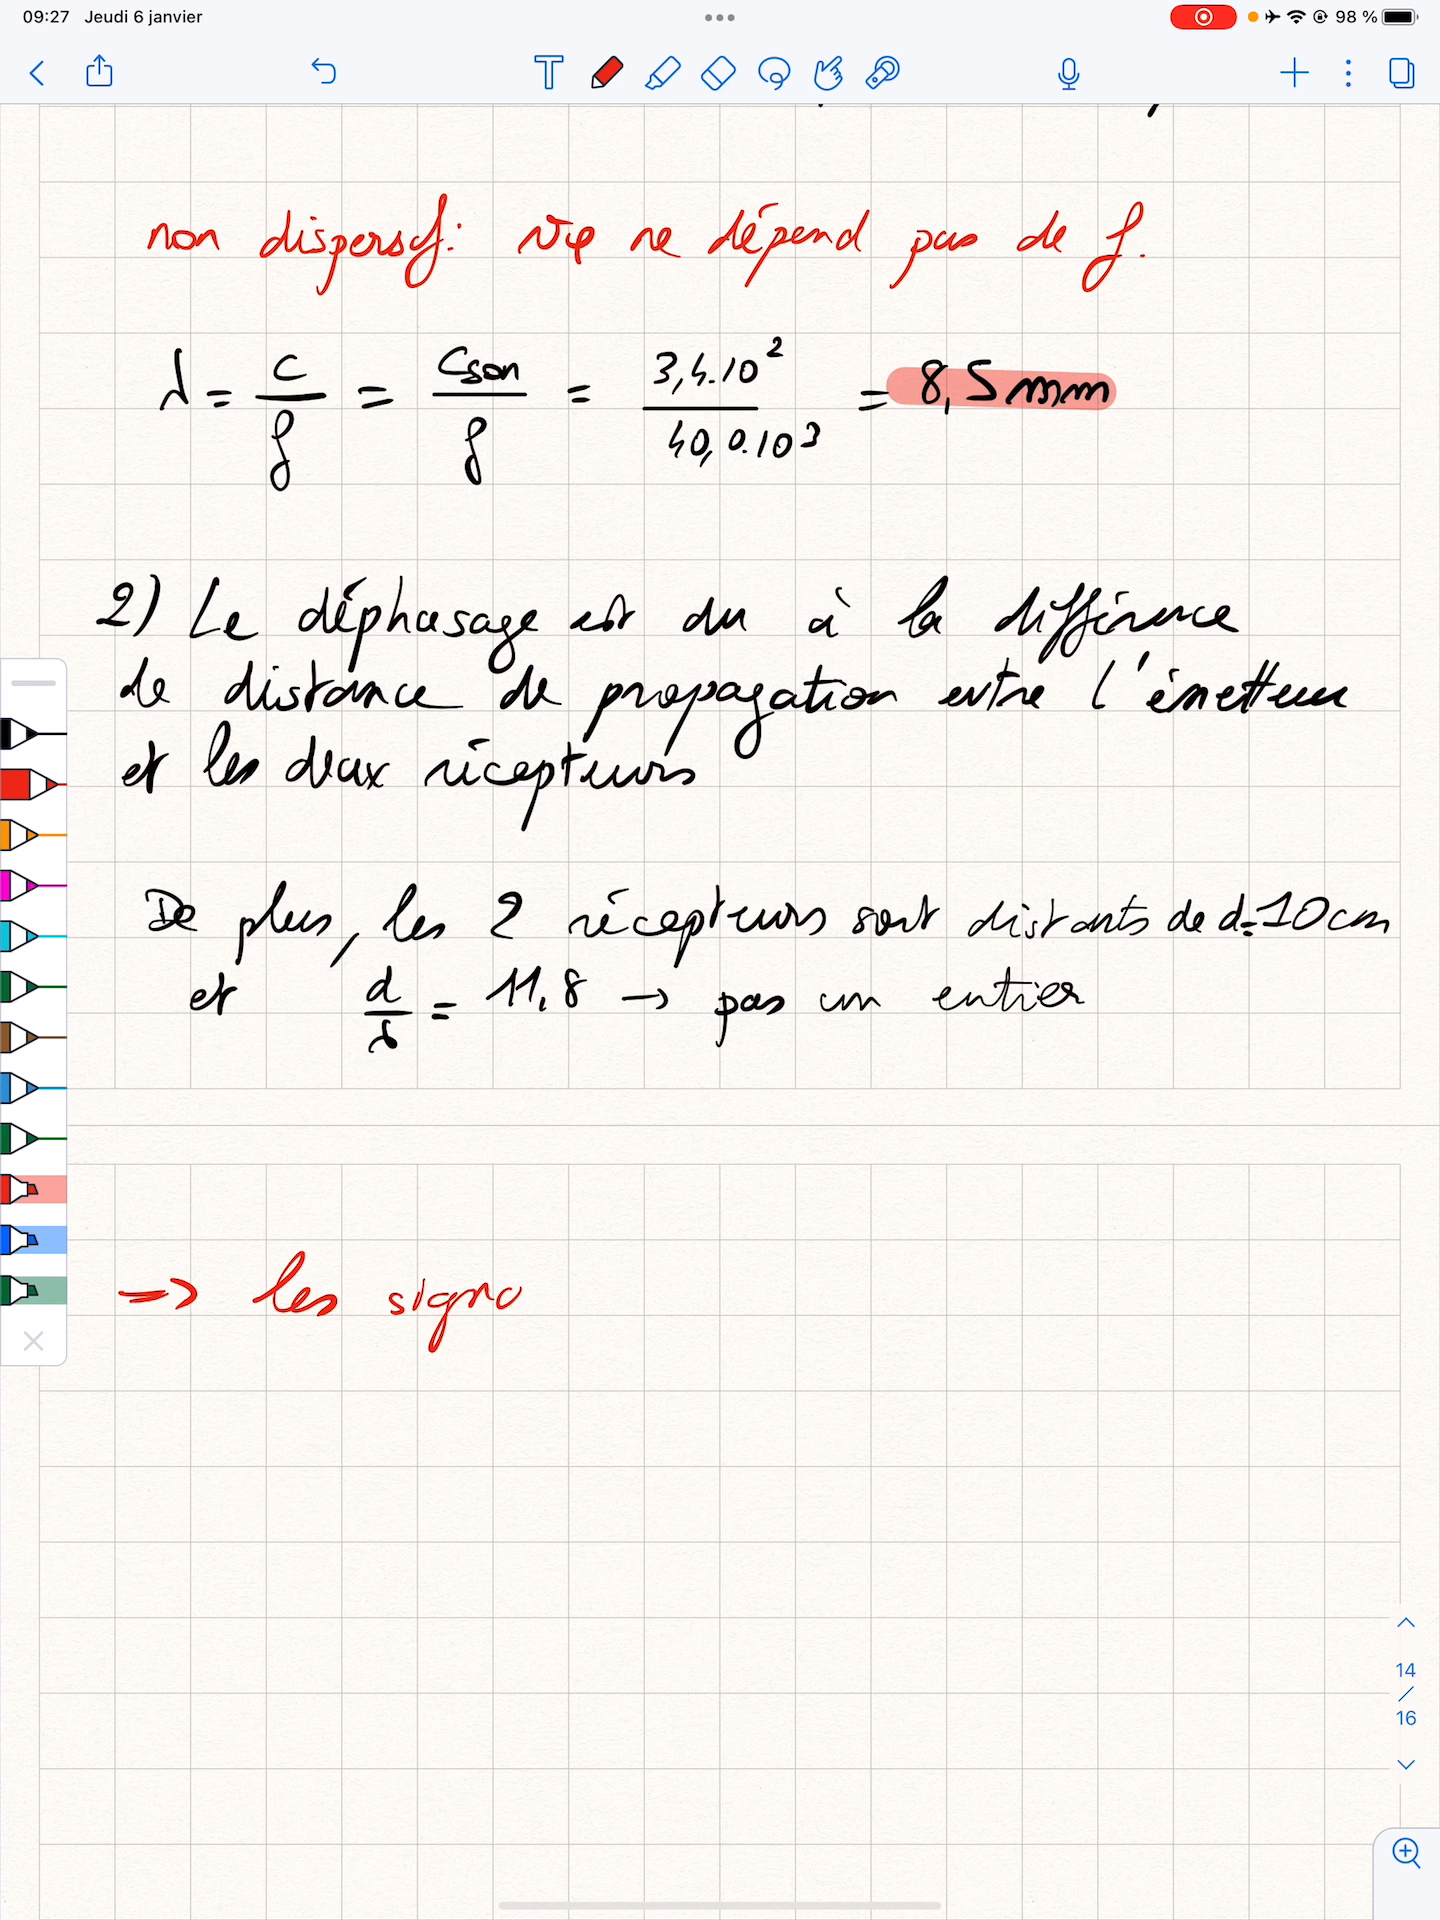 09:27 Jeudi 6 janvier 98 %
non dispersif: vφ ne dépend pas de f.
λ = c/f = Cson/f = 3,4.10²/40,0.10³ = 8,5 mm
2) Le déphasage est du à la différence
de distance de propagation entre l'émetteur
et les deux récepteurs
De plus, les 2 récepteurs sont distants de d=10cm
et d/λ = 11,8 → pas un entier
=> les signa
14
/
16